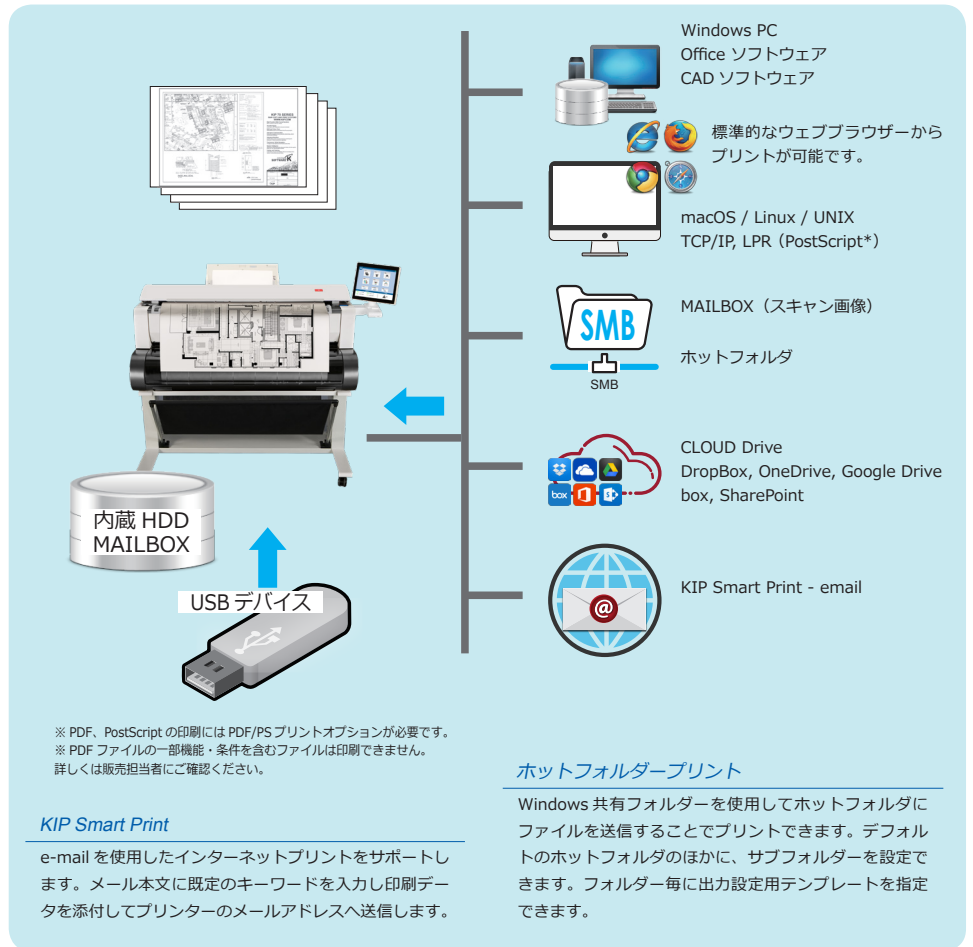 Windows PC
Office ソフトウェア
CAD ソフトウェア
標準的なウェブブラウザーから
プリントが可能です。
macOS / Linux / UNIX
TCP/IP, LPR（PostScript*）
SMB
SMB
MAILBOX（スキャン画像）
ホットフォルダ
CLOUD Drive
DropBox, OneDrive, Google Drive
box, SharePoint
box
KIP Smart Print - email
@
内蔵 HDD
MAILBOX
USB デバイス
※ PDF、PostScript の印刷には PDF/PS プリントオプションが必要です。
※ PDF ファイルの一部機能・条件を含むファイルは印刷できません。
詳しくは販売担当者にご確認ください。
KIP Smart Print
e-mail を使用したインターネットプリントをサポートし
ます。メール本文に既定のキーワードを入力し印刷デー
タを添付してプリンターのメールアドレスへ送信します。
ホットフォルダープリント
Windows 共有フォルダーを使用してホットフォルダに
ファイルを送信することでプリントできます。デフォル
トのホットフォルダのほかに、サブフォルダーを設定で
きます。フォルダー毎に出力設定用テンプレートを指定
できます。